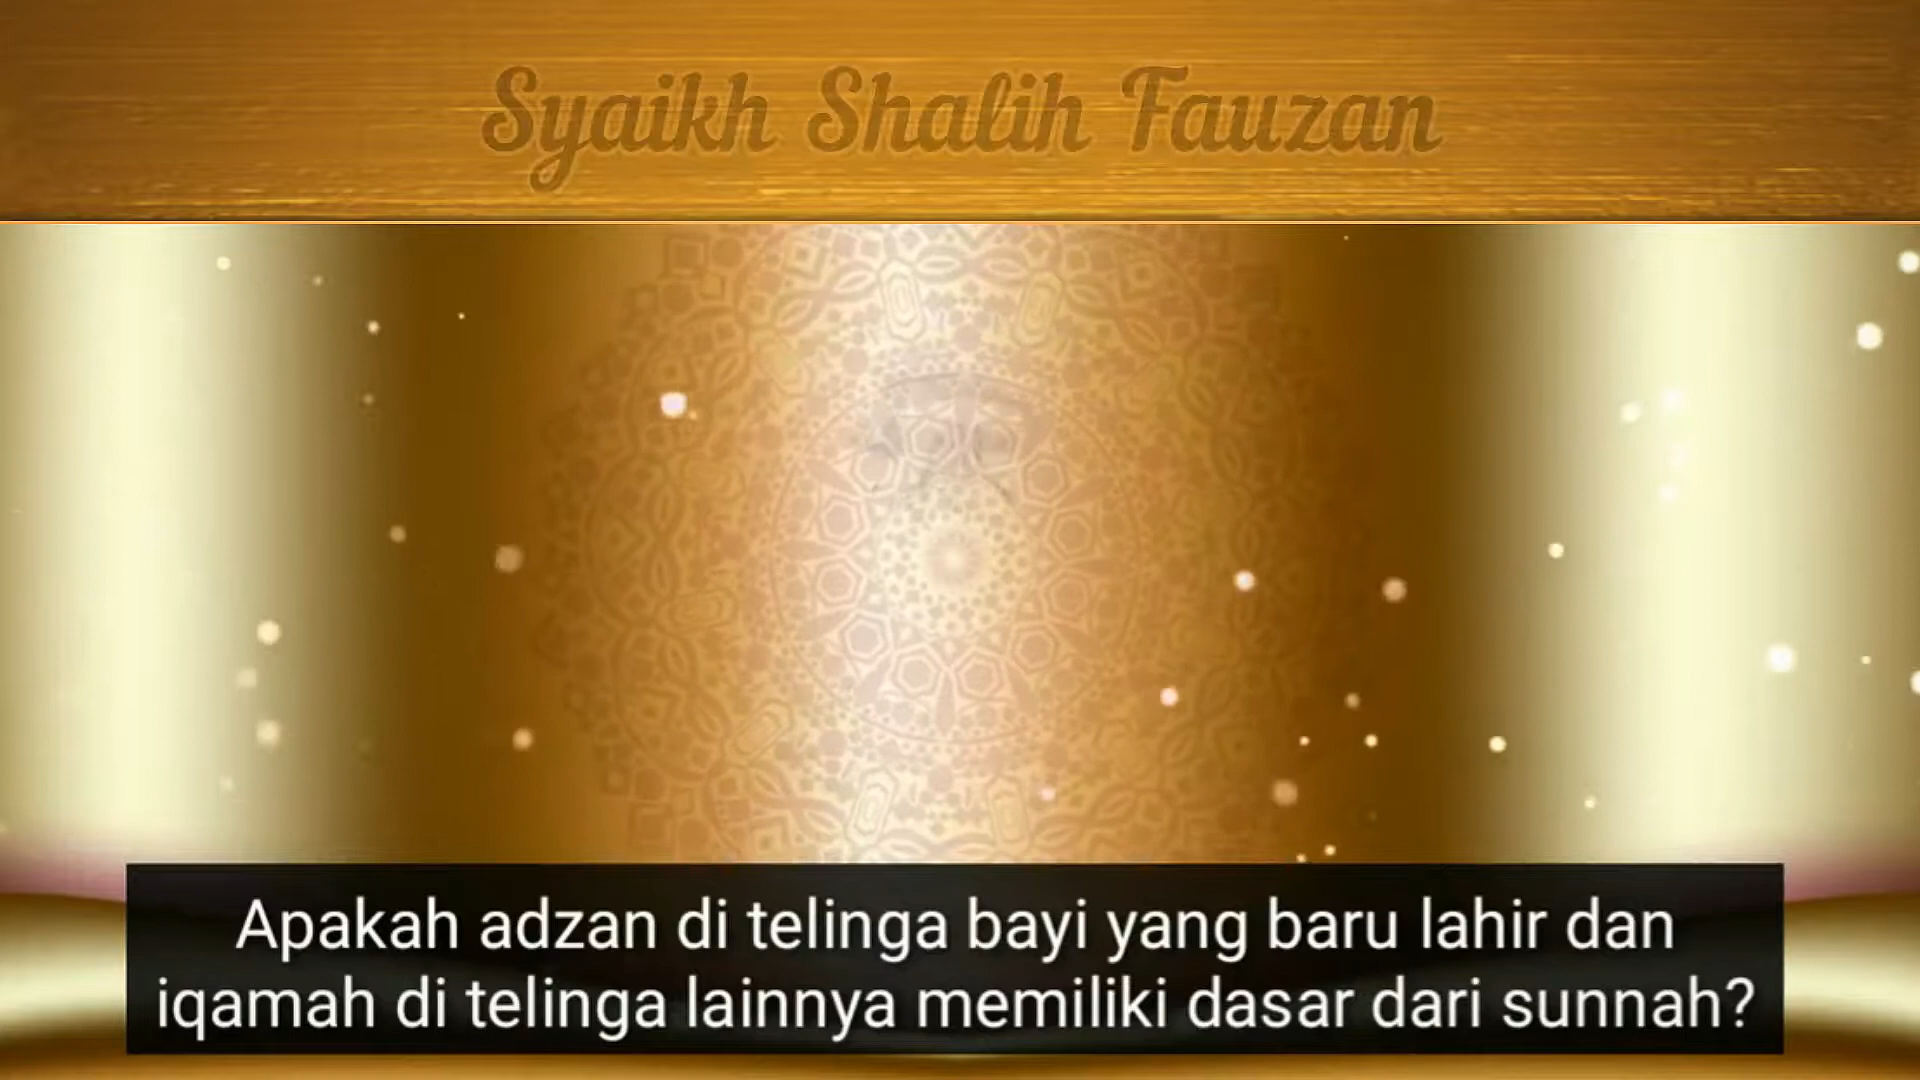 Syaikh Shalih Fauzan
Apakah adzan di telinga bayi yang baru lahir dan
iqamah di telinga lainnya memiliki dasar dari sunnah?